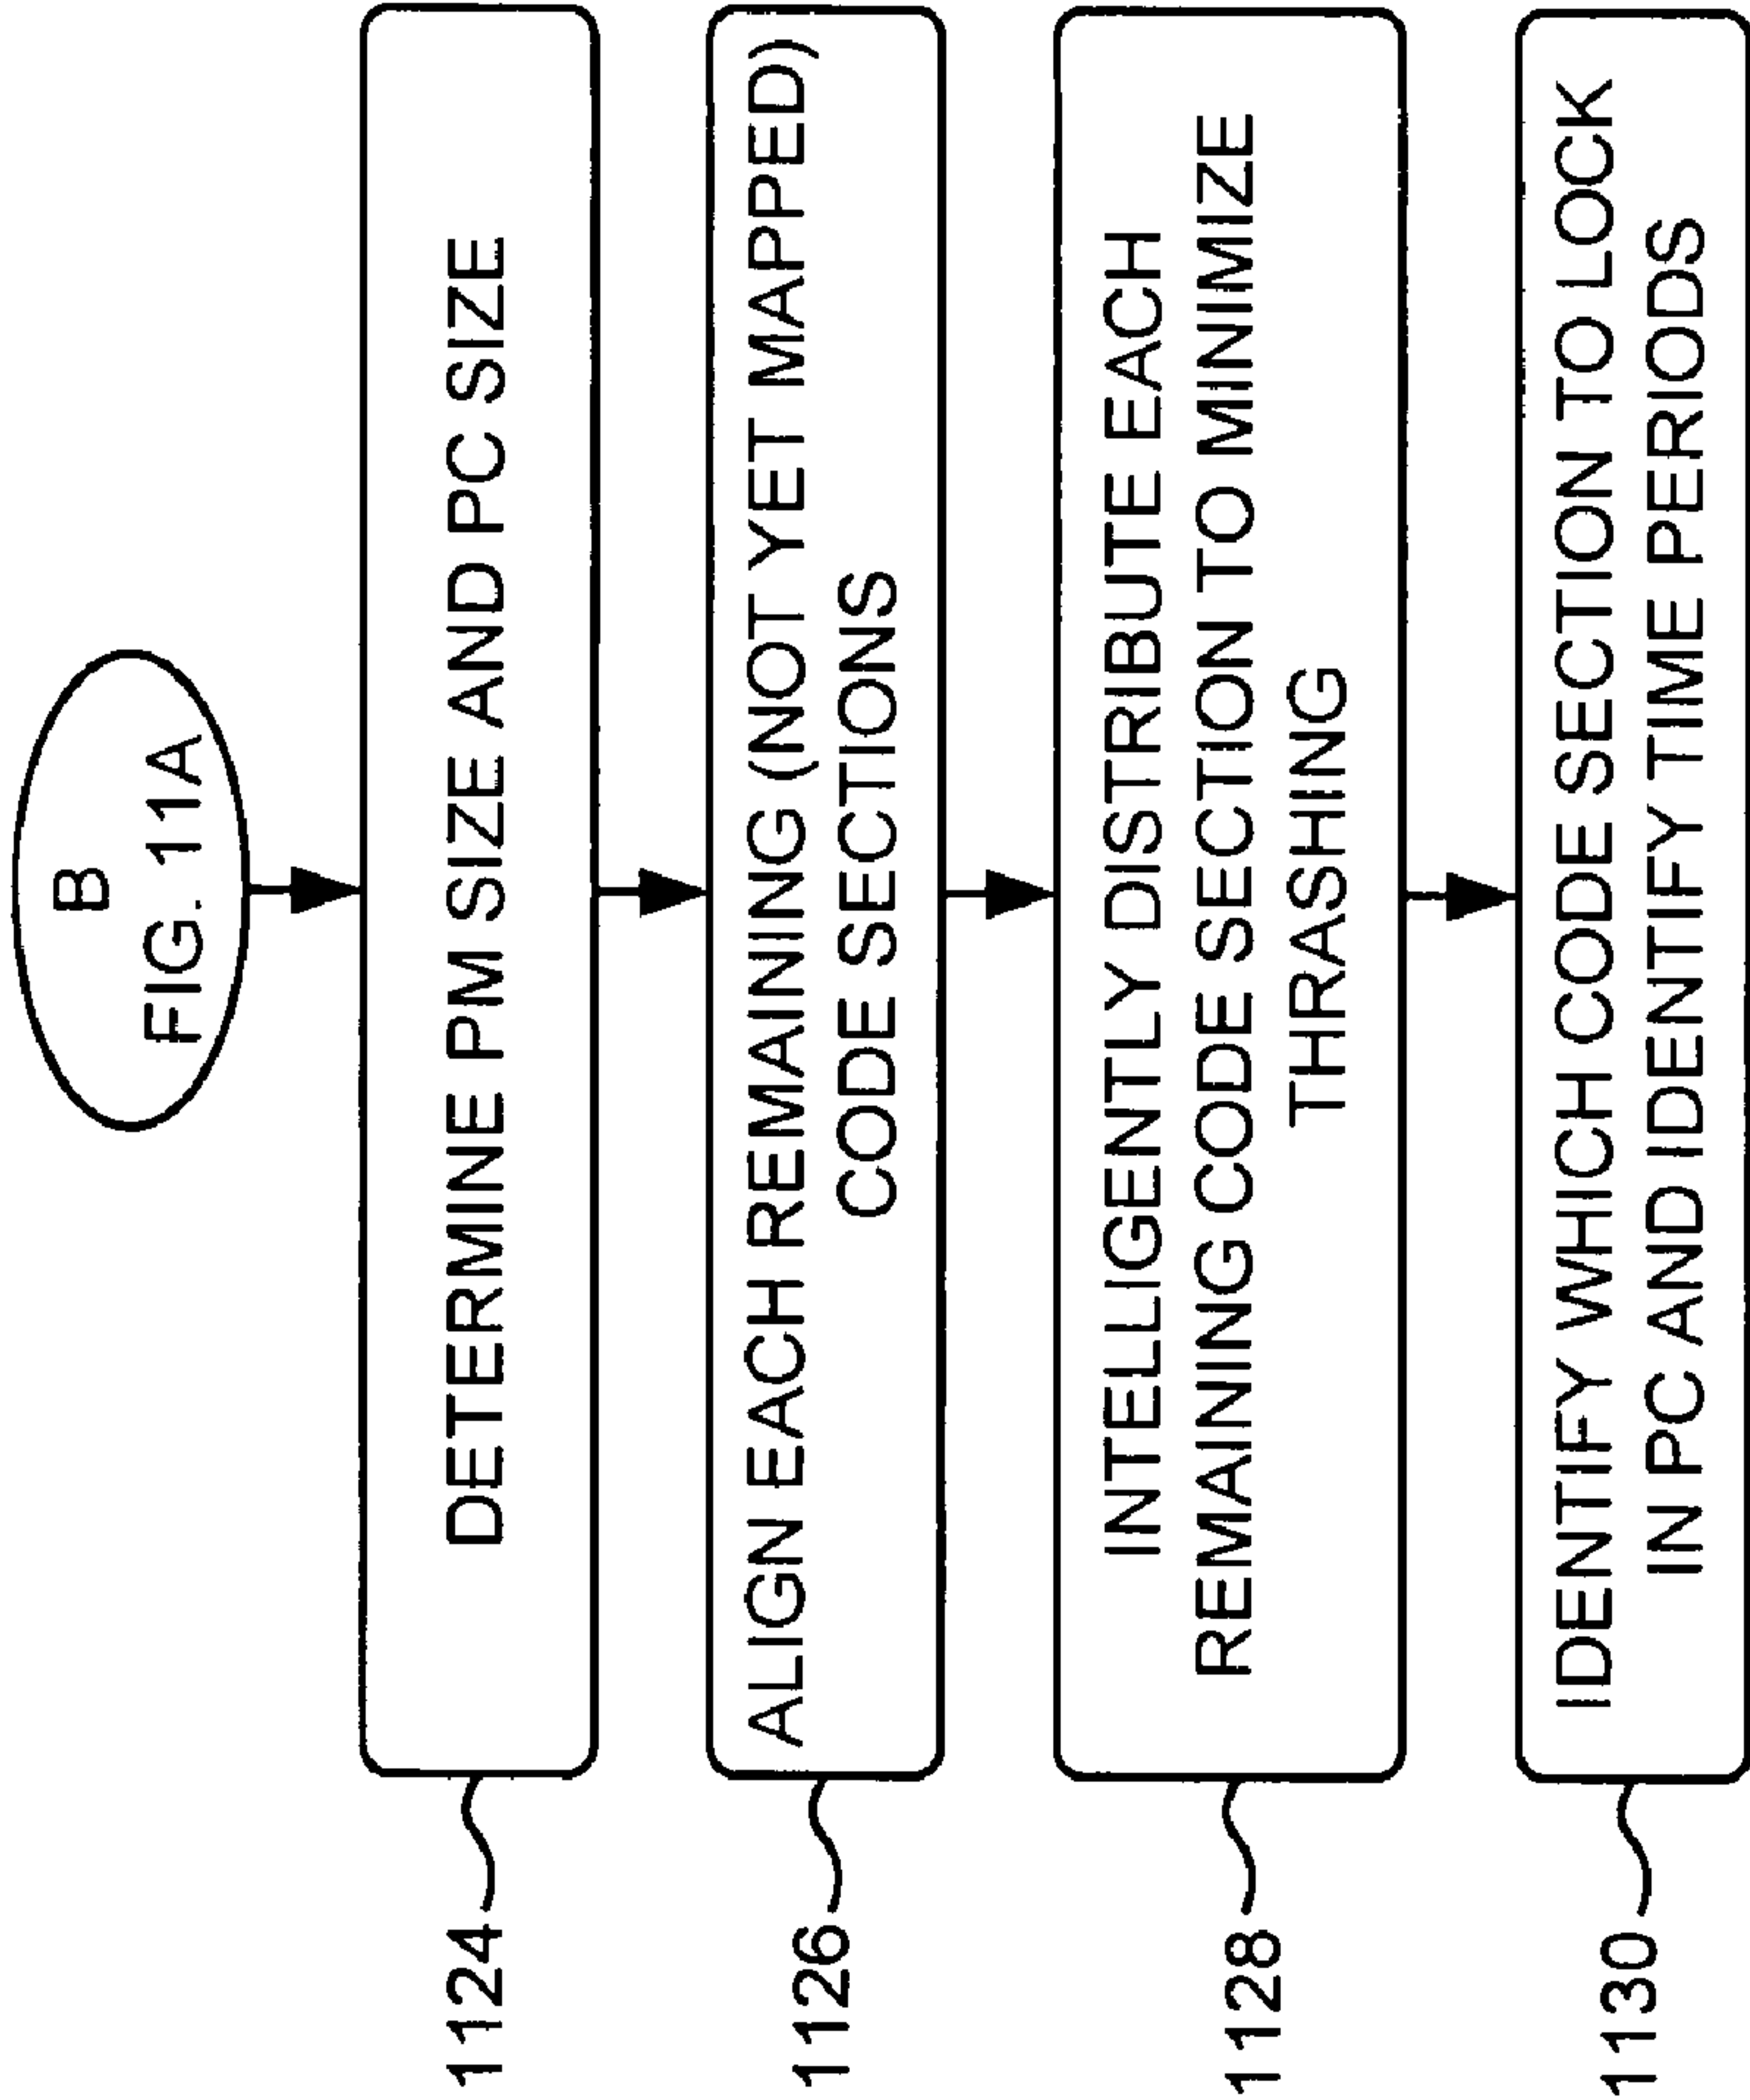 B
FIG. 11A
1124
DETERMINE PM SIZE AND PC SIZE
1126
ALIGN EACH REMAINING (NOT YET MAPPED)
CODE SECTIONS
1128
INTELLIGENTLY DISTRIBUTE EACH
REMAINING CODE SECTION TO MINIMIZE
THRASHING
1130
IDENTIFY WHICH CODE SECTION TO LOCK
IN PC AND IDENTIFY TIME PERIODS